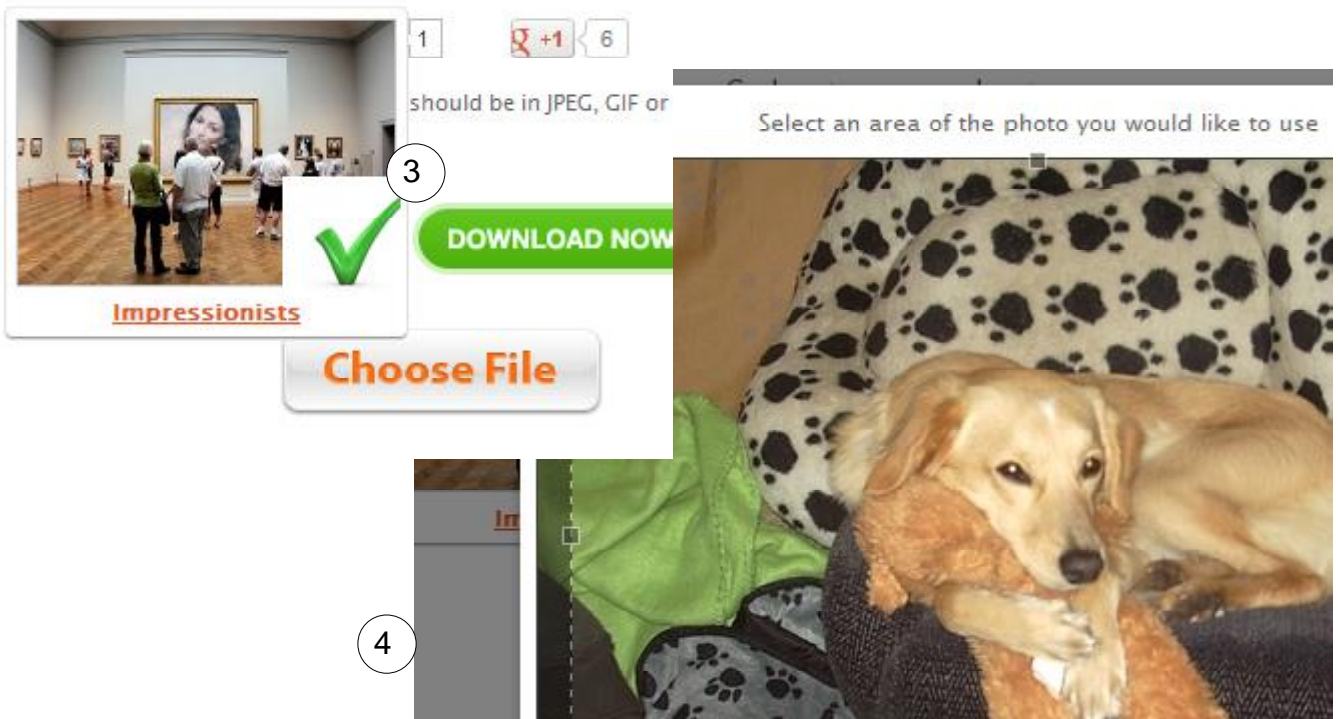 1
+1 6
should be in JPEG, GIF or
Select an area of the photo you would like to use
3
DOWNLOAD NOW
Impressionists
Choose File
Im
4